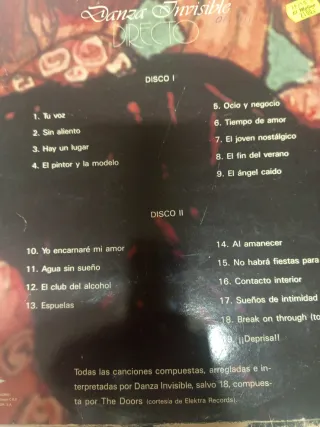 Danza Invisible
DIRECTO
DISCO I
1. Tu voz
2. Sin aliento
3. Hay un lugar
4. El pintor y la modelo
5. Ocio y negocio
6. Tiempo de amor
7. El joven nostálgico
8. El fin del verano
9. El ángel caido
DISCO II
10. Yo encarnaré mi amor
11. Agua sin sueño
12. El club del alcohol
13. Espuelas
14. Al amanecer
15. No habrá fiestas para
16. Contacto interior
17. Sueños de intimidad
18. Break on through (to
19. ¡¡Deprisa!!
Todas las canciones compuestas, arregladas e in-
terpretadas por Danza Invisible, salvo 18, compues-
ta por The Doors (cortesía de Elektra Records).